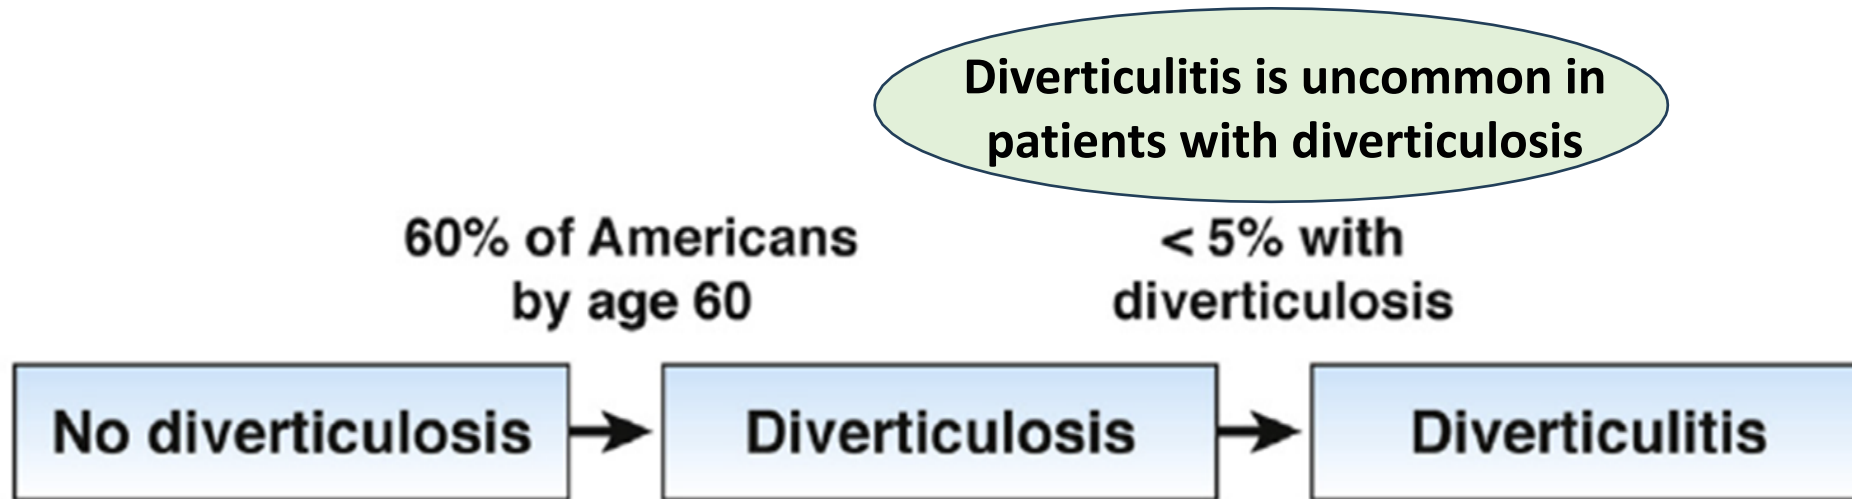 Diverticulitis is uncommon in
patients with diverticulosis
60% of Americans
by age 60
< 5% with
diverticulosis
No diverticulosis
Diverticulosis
Diverticulitis